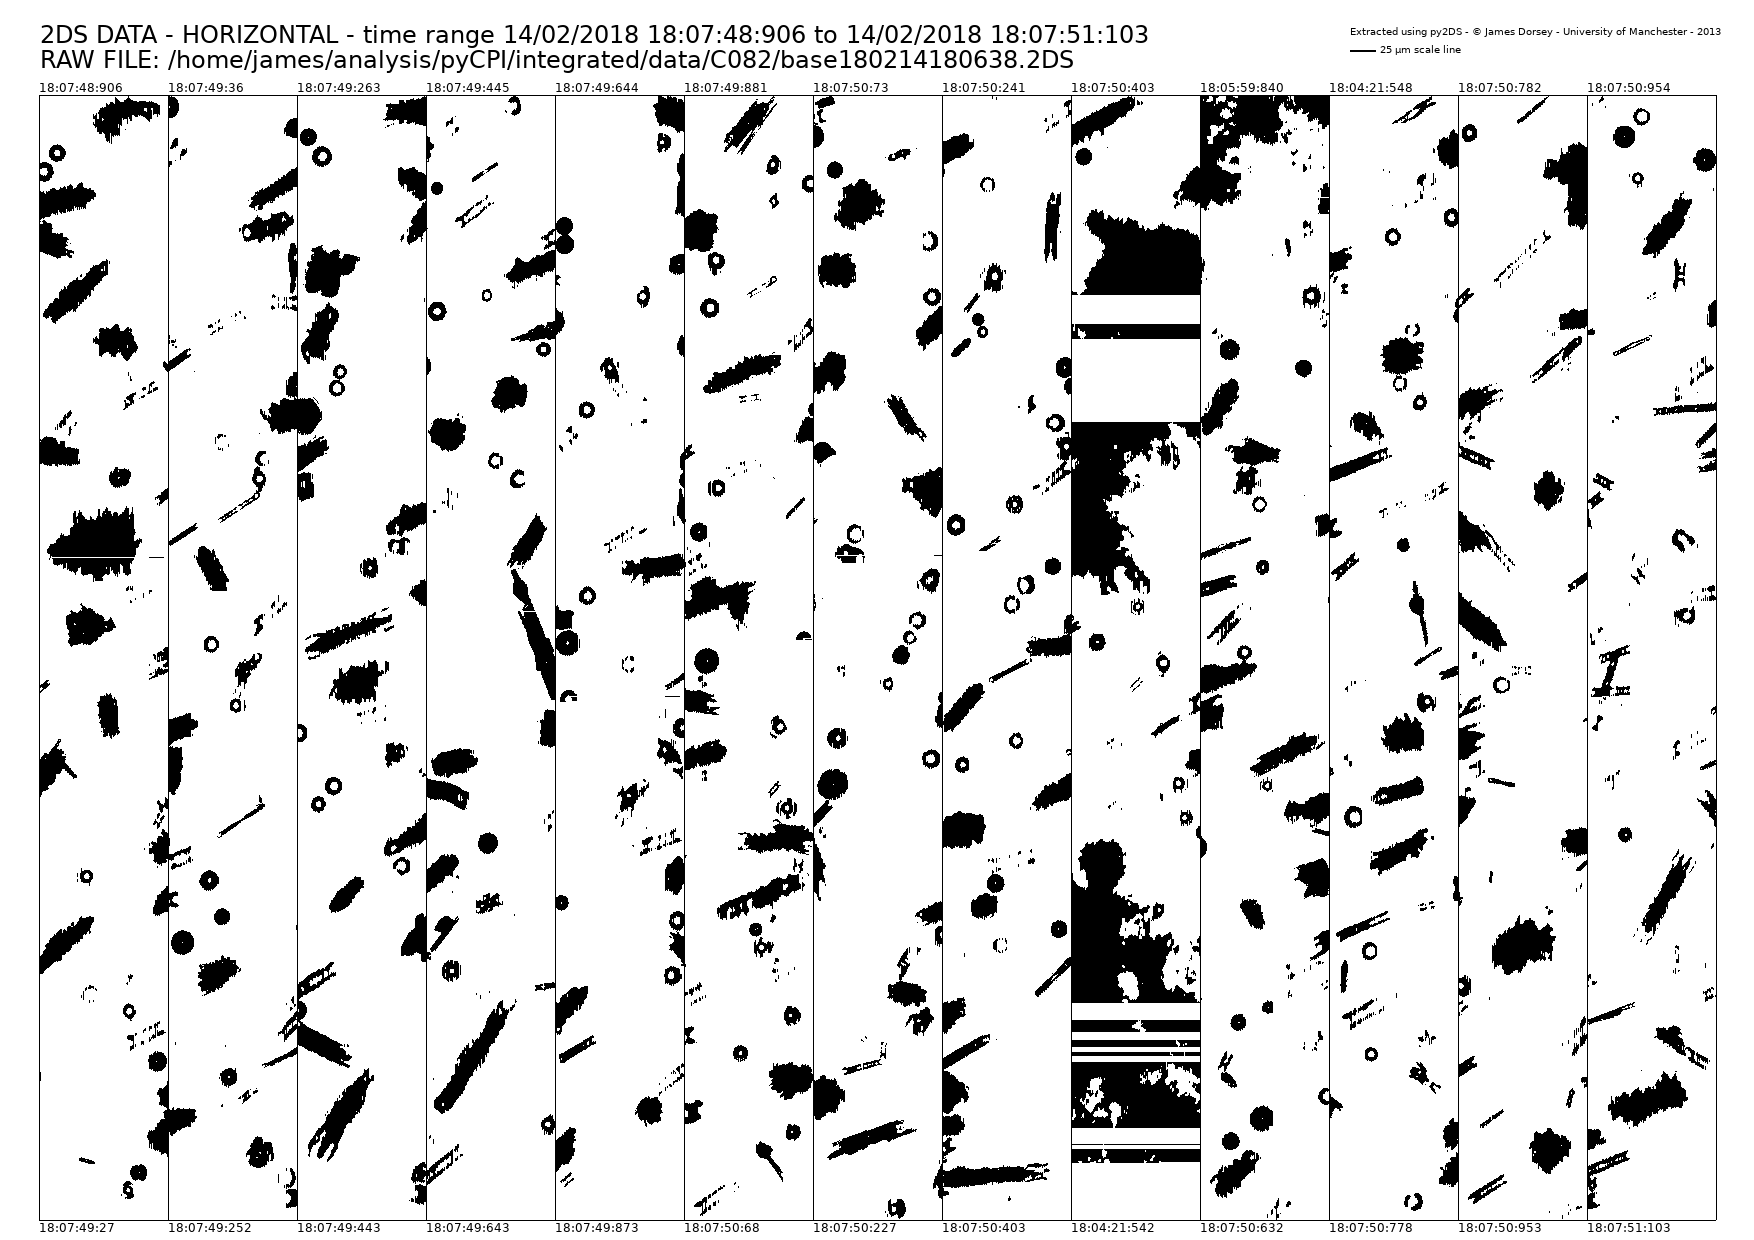 2DS DATA - HORIZONTAL - time range 14/02/2018 18:07:48:906 to 14/02/2018 18:07:51:103
RAW FILE: /home/james/analysis/pyCPI/integrated/data/C082/base180214180638.2DS
Extracted using py2DS - © James Dorsey - University of Manchester - 2013
25 µm scale line
18:07:48:906 18:07:49:36 18:07:49:263 18:07:49:445 18:07:49:644 18:07:49:881 18:07:50:73 18:07:50:241 18:07:50:403 18:05:59:840 18:04:21:548 18:07:50:782 18:07:50:954
18:07:49:27 18:07:49:252 18:07:49:443 18:07:49:643 18:07:49:873 18:07:50:68 18:07:50:227 18:07:50:403 18:04:21:542 18:07:50:632 18:07:50:778 18:07:50:953 18:07:51:103